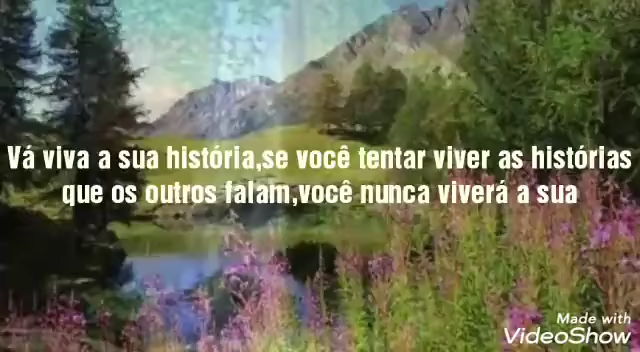 Vá viva a sua história,se você tentar viver as histórias
que os outros falam,você nunca viverá a sua
Made with
VideoShow